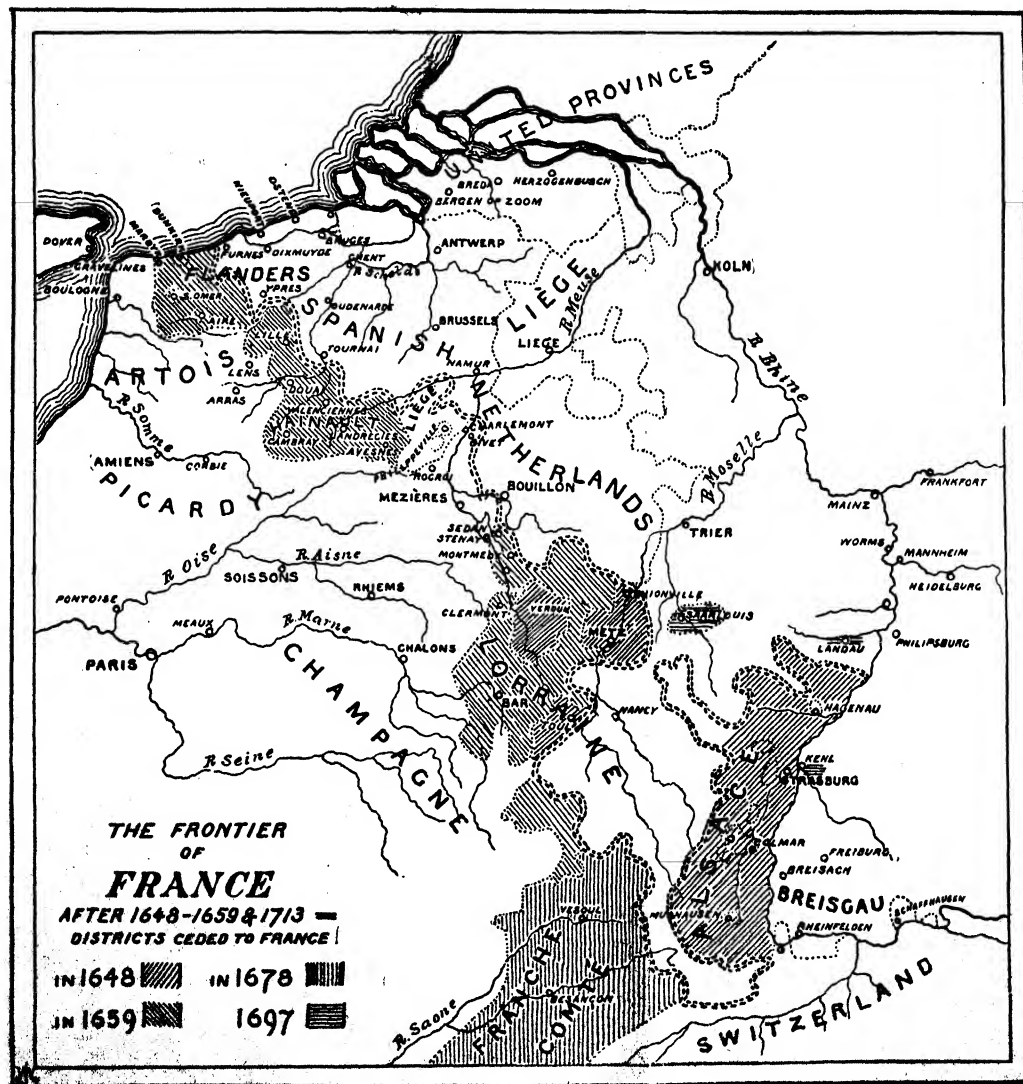 UNITED PROVINCES
BREDA
HERZOGENBUSCH
BERGEN OP ZOOM
OSTEND
NIEUPORT
DUNKIRK
DOVER
GRAVELINES
BOULOGNE
FURNES
DIXMUYDE
BRUGES
GHENT
ANTWERP
R. Schelde
FLANDERS
YPRES
S. OMER
AIRE
OUDENARDE
BRUSSELS
LIÉGE
R. Meuse
KÖLN
SPANISH NETHERLANDS
LILLE
TOURNAI
LIEGE
NAMUR
ARTOIS
LENS
ARRAS
DOUAI
VALENCIENNES
HAINAULT
CAMBRAY
LANDRECIES
AVESNES
LIÉGE
CHARLEMONT
GIVET
PHILIPPEVILLE
ROCROI
R. Rhine
R. Somme
AMIENS
CORBIE
PICARDY
MEZIÈRES
BOUILLON
R. Moselle
FRANKFORT
MAINZ
TRIER
SEDAN
STENAY
MONTMEDY
WORMS
MANNHEIM
HEIDELBURG
R. Oise
R. Aisne
SOISSONS
RHIEMS
CLERMONT
VERDUN
THIONVILLE
SAARLOUIS
PONTOISE
MEAUX
R. Marne
METZ
LANDAU
PHILIPSBURG
PARIS
CHALONS
CHAMPAGNE
LORRAINE
BAR
NANCY
HAGENAU
R. Seine
KEHL
STRASBURG
ALSACE
COLMAR
FREIBURG
BREISACH
BREISGAU
SCHAFFHAUSEN
VESOUL
MULHAUSEN
RHEINFELDEN
FRANCHE COMTÉ
BESANCON
R. Saone
SWITZERLAND
THE FRONTIER
OF
FRANCE
AFTER 1648-1659 & 1713
DISTRICTS CEDED TO FRANCE
IN 1648 IN 1678
IN 1659 1697